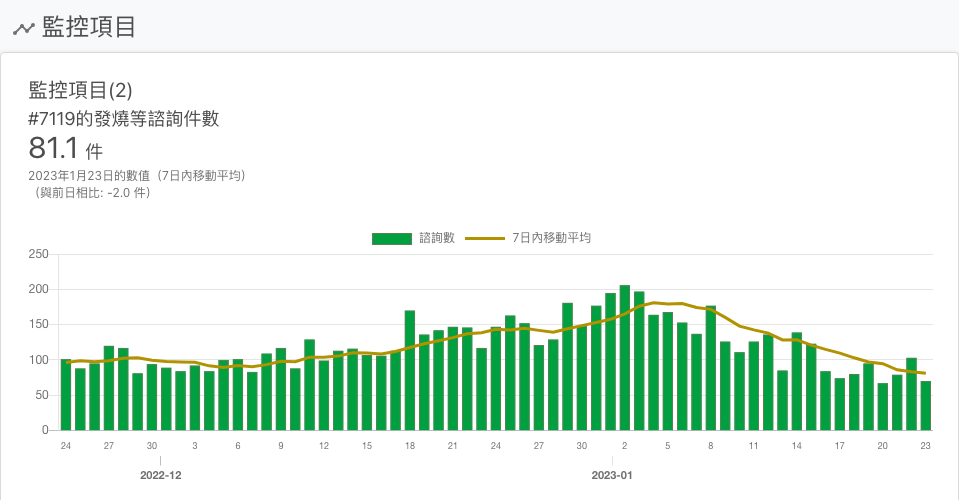 監控項目
監控項目(2)
#7119的發燒等諮詢件數
81.1 件
2023年1月23日的數值（7日內移動平均）
（與前日相比: -2.0 件）
諮詢數 7日內移動平均
250
200
150
100
50
0
24 27 30 3 6 9 12 15 18 21 24 27 30 2 5 8 11 14 17 20 23
2022-12 2023-01